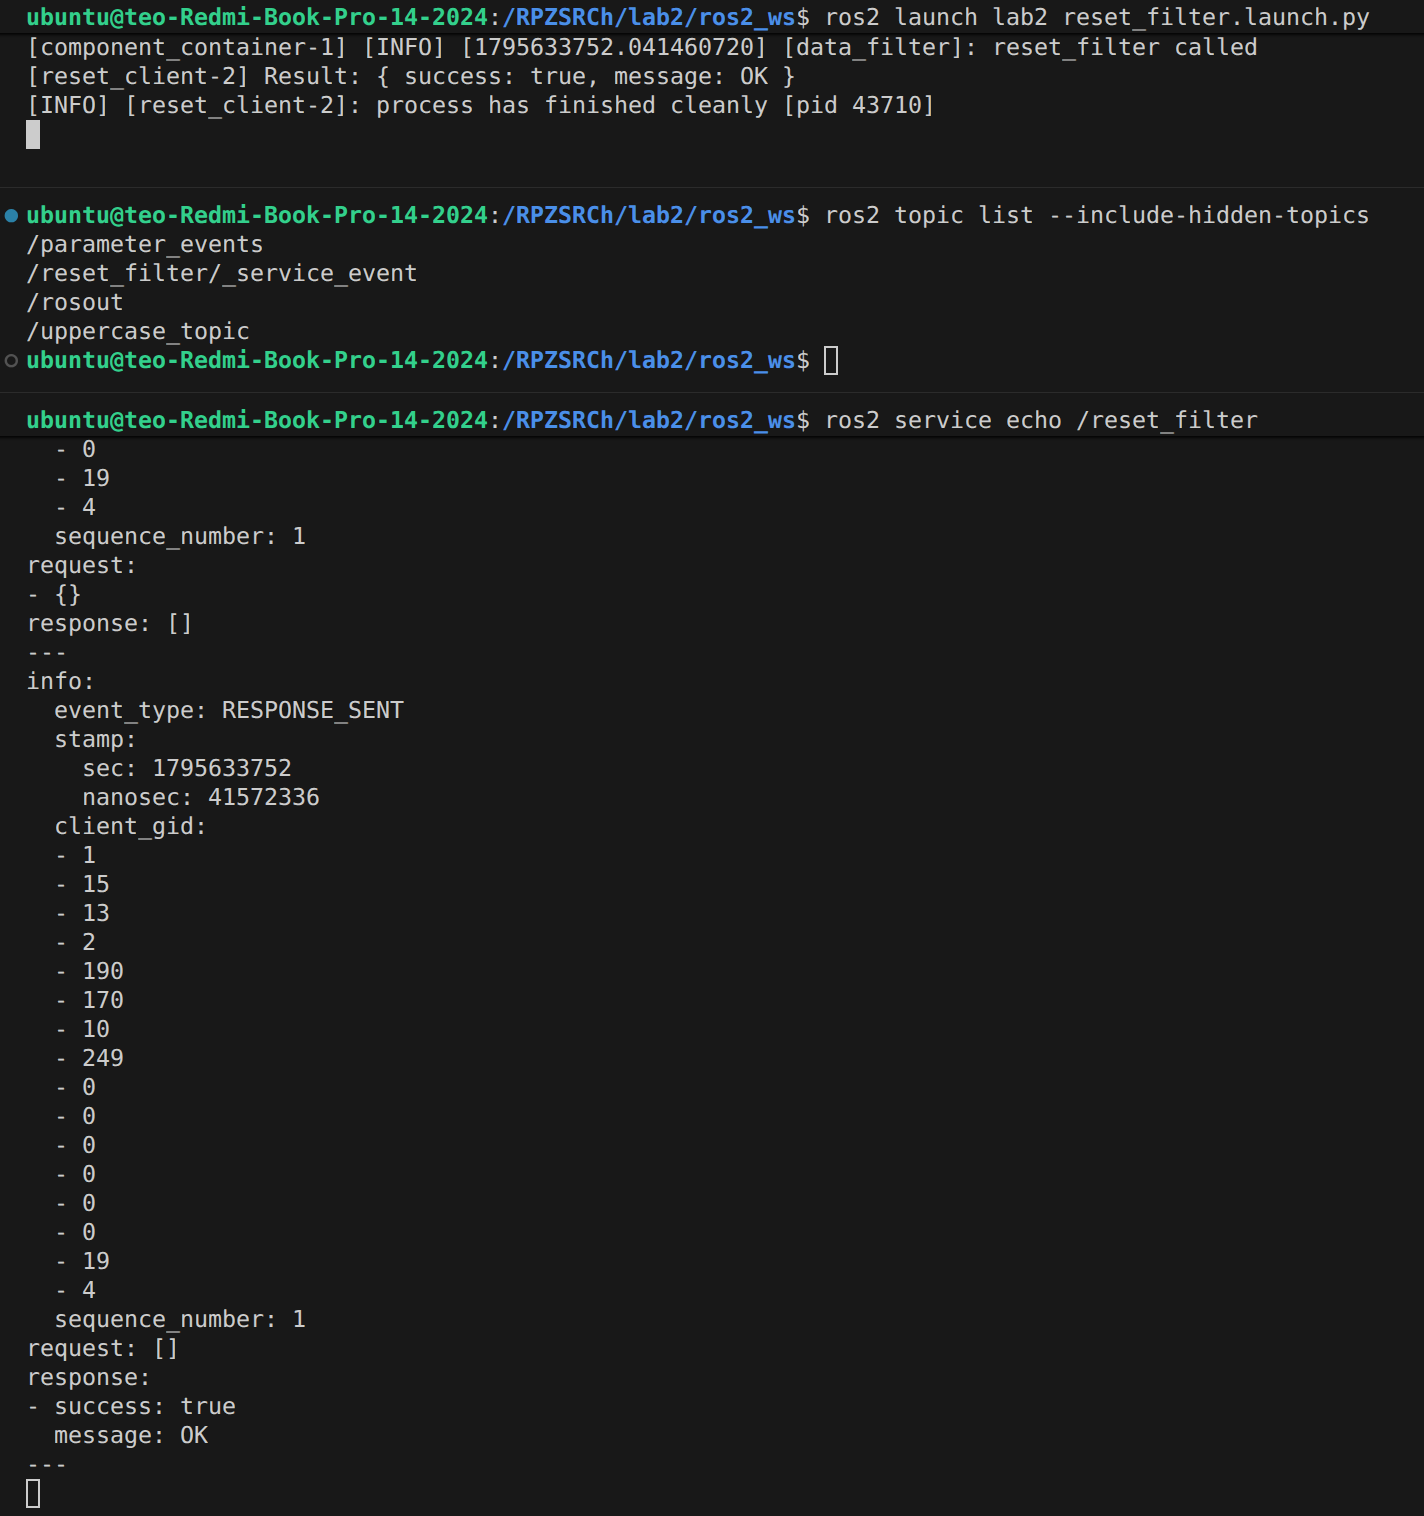 ubuntu@teo-Redmi-Book-Pro-14-2024:/RPZSRCh/lab2/ros2_ws$ ros2 launch lab2 reset_filter.launch.py
[component_container-1] [INFO] [1795633752.041460720] [data_filter]: reset_filter called
[reset_client-2] Result: { success: true, message: OK }
[INFO] [reset_client-2]: process has finished cleanly [pid 43710]
ubuntu@teo-Redmi-Book-Pro-14-2024:/RPZSRCh/lab2/ros2_ws$ ros2 topic list --include-hidden-topics
/parameter_events
/reset_filter/_service_event
/rosout
/uppercase_topic
ubuntu@teo-Redmi-Book-Pro-14-2024:/RPZSRCh/lab2/ros2_ws$
ubuntu@teo-Redmi-Book-Pro-14-2024:/RPZSRCh/lab2/ros2_ws$ ros2 service echo /reset_filter
  - 0
  - 19
  - 4
  sequence_number: 1
request:
- {}
response: []
---
info:
  event_type: RESPONSE_SENT
  stamp:
    sec: 1795633752
    nanosec: 41572336
  client_gid:
  - 1
  - 15
  - 13
  - 2
  - 190
  - 170
  - 10
  - 249
  - 0
  - 0
  - 0
  - 0
  - 0
  - 0
  - 19
  - 4
  sequence_number: 1
request: []
response:
- success: true
  message: OK
---